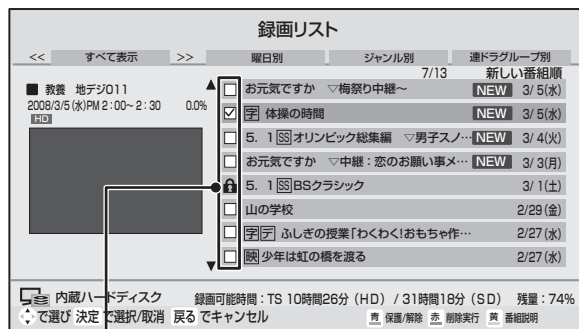 録画リスト
<< すべて表示 >> 曜日別 ジャンル別 連ドラグループ別
7/13 新しい番組順
■ 教養 地デジ011
2008/3/5(水)PM 2:00~2:30 0.0%
HD
お元気ですか ▽梅祭り中継~ NEW 3/ 5(水)
字 体操の時間 NEW 3/ 5(水)
5. 1 SS オリンピック総集編 ▽男子スノ… NEW 3/ 4(火)
お元気ですか ▽中継:恋のお願い事メ… NEW 3/ 3(月)
5. 1 SS BSクラシック 3/ 1(土)
山の学校 2/29(金)
字デ ふしぎの授業「わくわく!おもちゃ作… 2/27(水)
映 少年は虹の橋を渡る 2/27(水)
内蔵ハードディスク 録画可能時間:TS 10時間26分(HD)/31時間18分(SD) 残量:74%
で選び 決定 で選択/取消 戻る でキャンセル 青 保護/解除 赤 削除実行 黄 番組説明